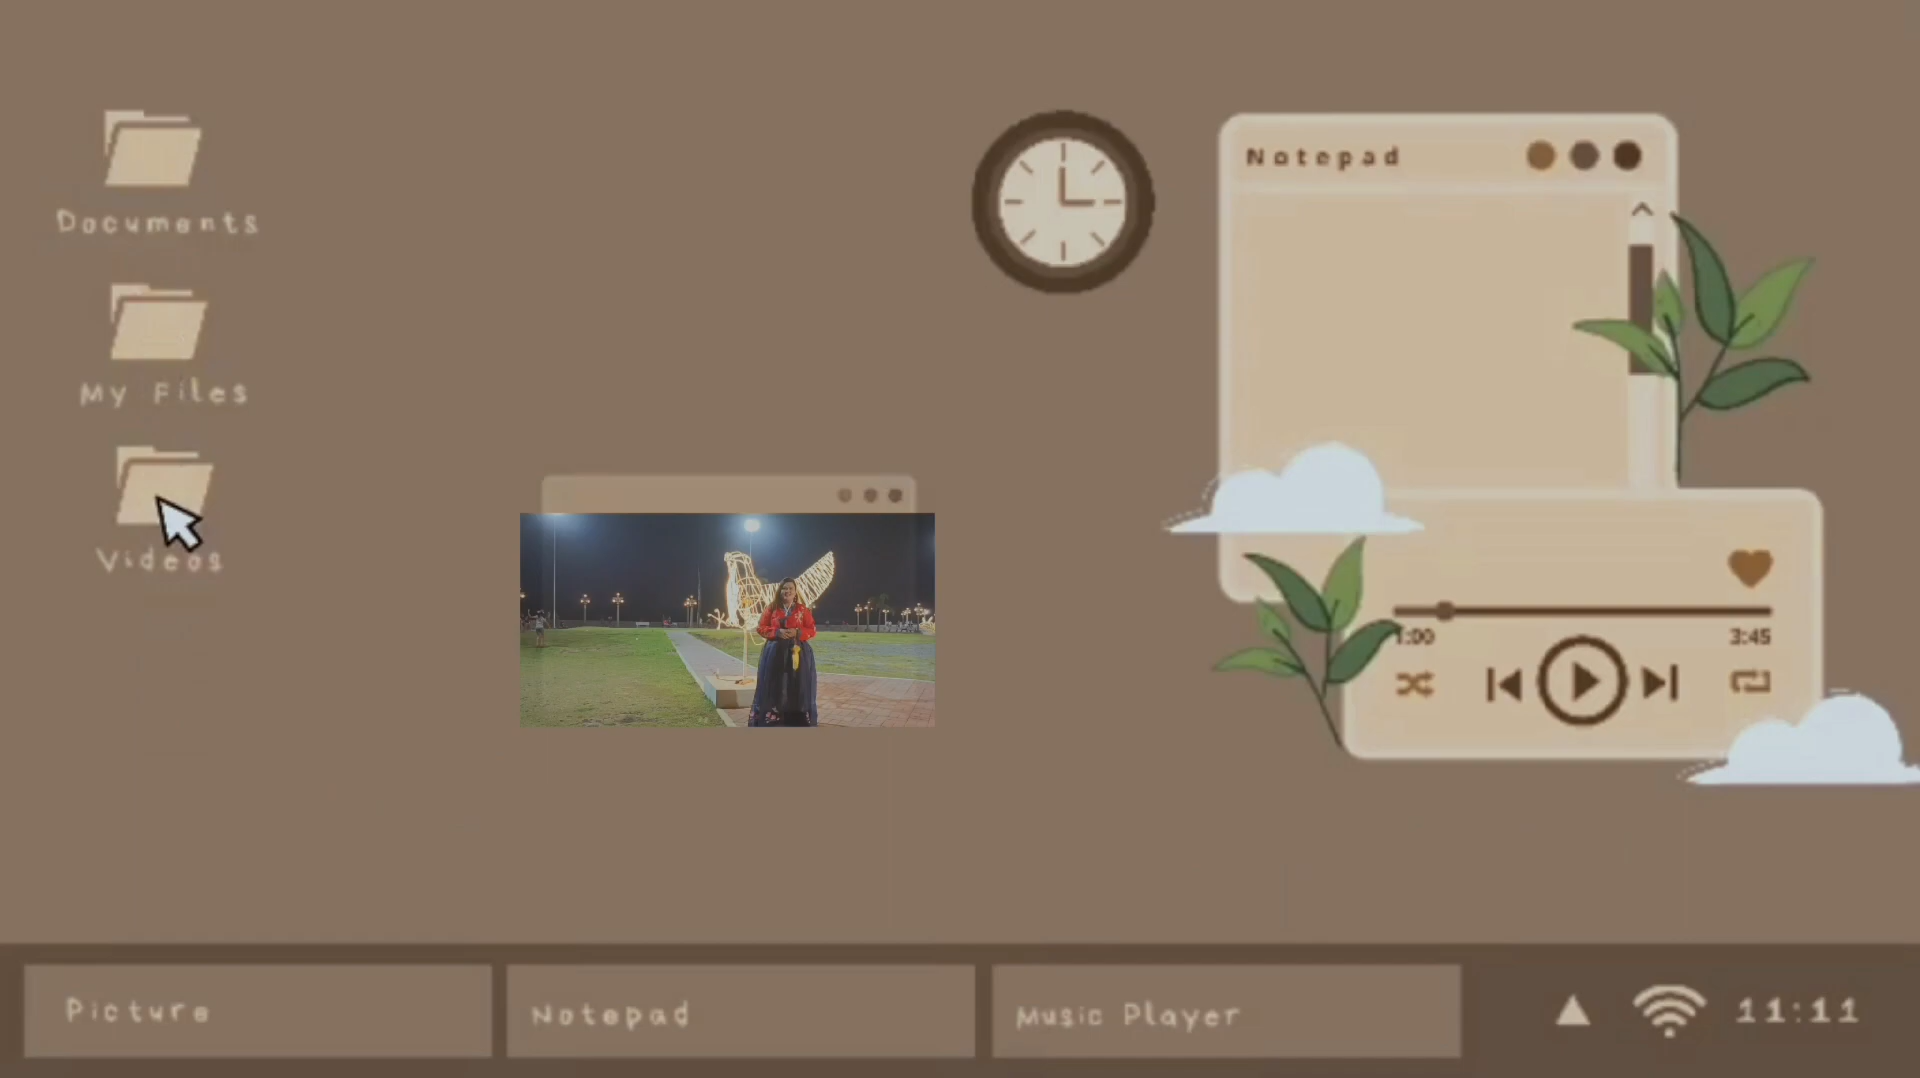 Documents
My Files
Videos
Notepad
1:00
3:45
Picture
Notepad
Music Player
11:11